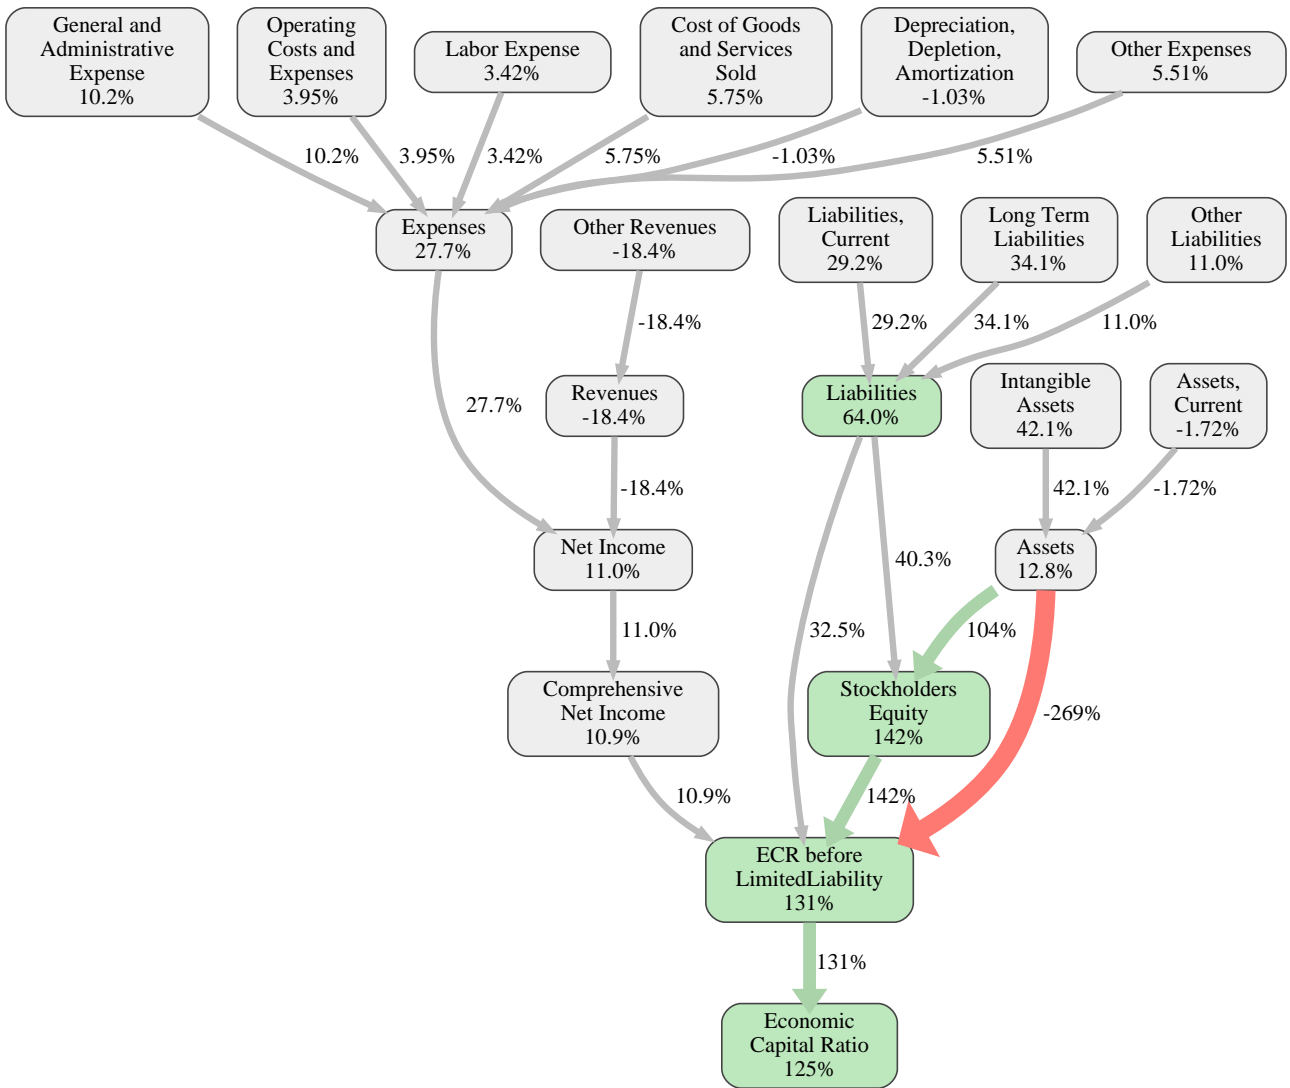 General and
Administrative
Expense
10.2%
Operating
Costs and
Expenses
3.95%
Labor Expense
3.42%
Cost of Goods
and Services
Sold
5.75%
Depreciation,
Depletion,
Amortization
-1.03%
Other Expenses
5.51%
10.2%
3.95%
3.42%
5.75%
-1.03%
5.51%
Expenses
27.7%
Other Revenues
-18.4%
Liabilities,
Current
29.2%
Long Term
Liabilities
34.1%
Other
Liabilities
11.0%
-18.4%
29.2%
34.1%
11.0%
27.7%
Revenues
-18.4%
Liabilities
64.0%
Intangible
Assets
42.1%
Assets,
Current
-1.72%
-18.4%
42.1%
-1.72%
Net Income
11.0%
40.3%
Assets
12.8%
11.0%
32.5%
104%
Comprehensive
Net Income
10.9%
Stockholders
Equity
142%
-269%
10.9%
142%
ECR before
LimitedLiability
131%
131%
Economic
Capital Ratio
125%